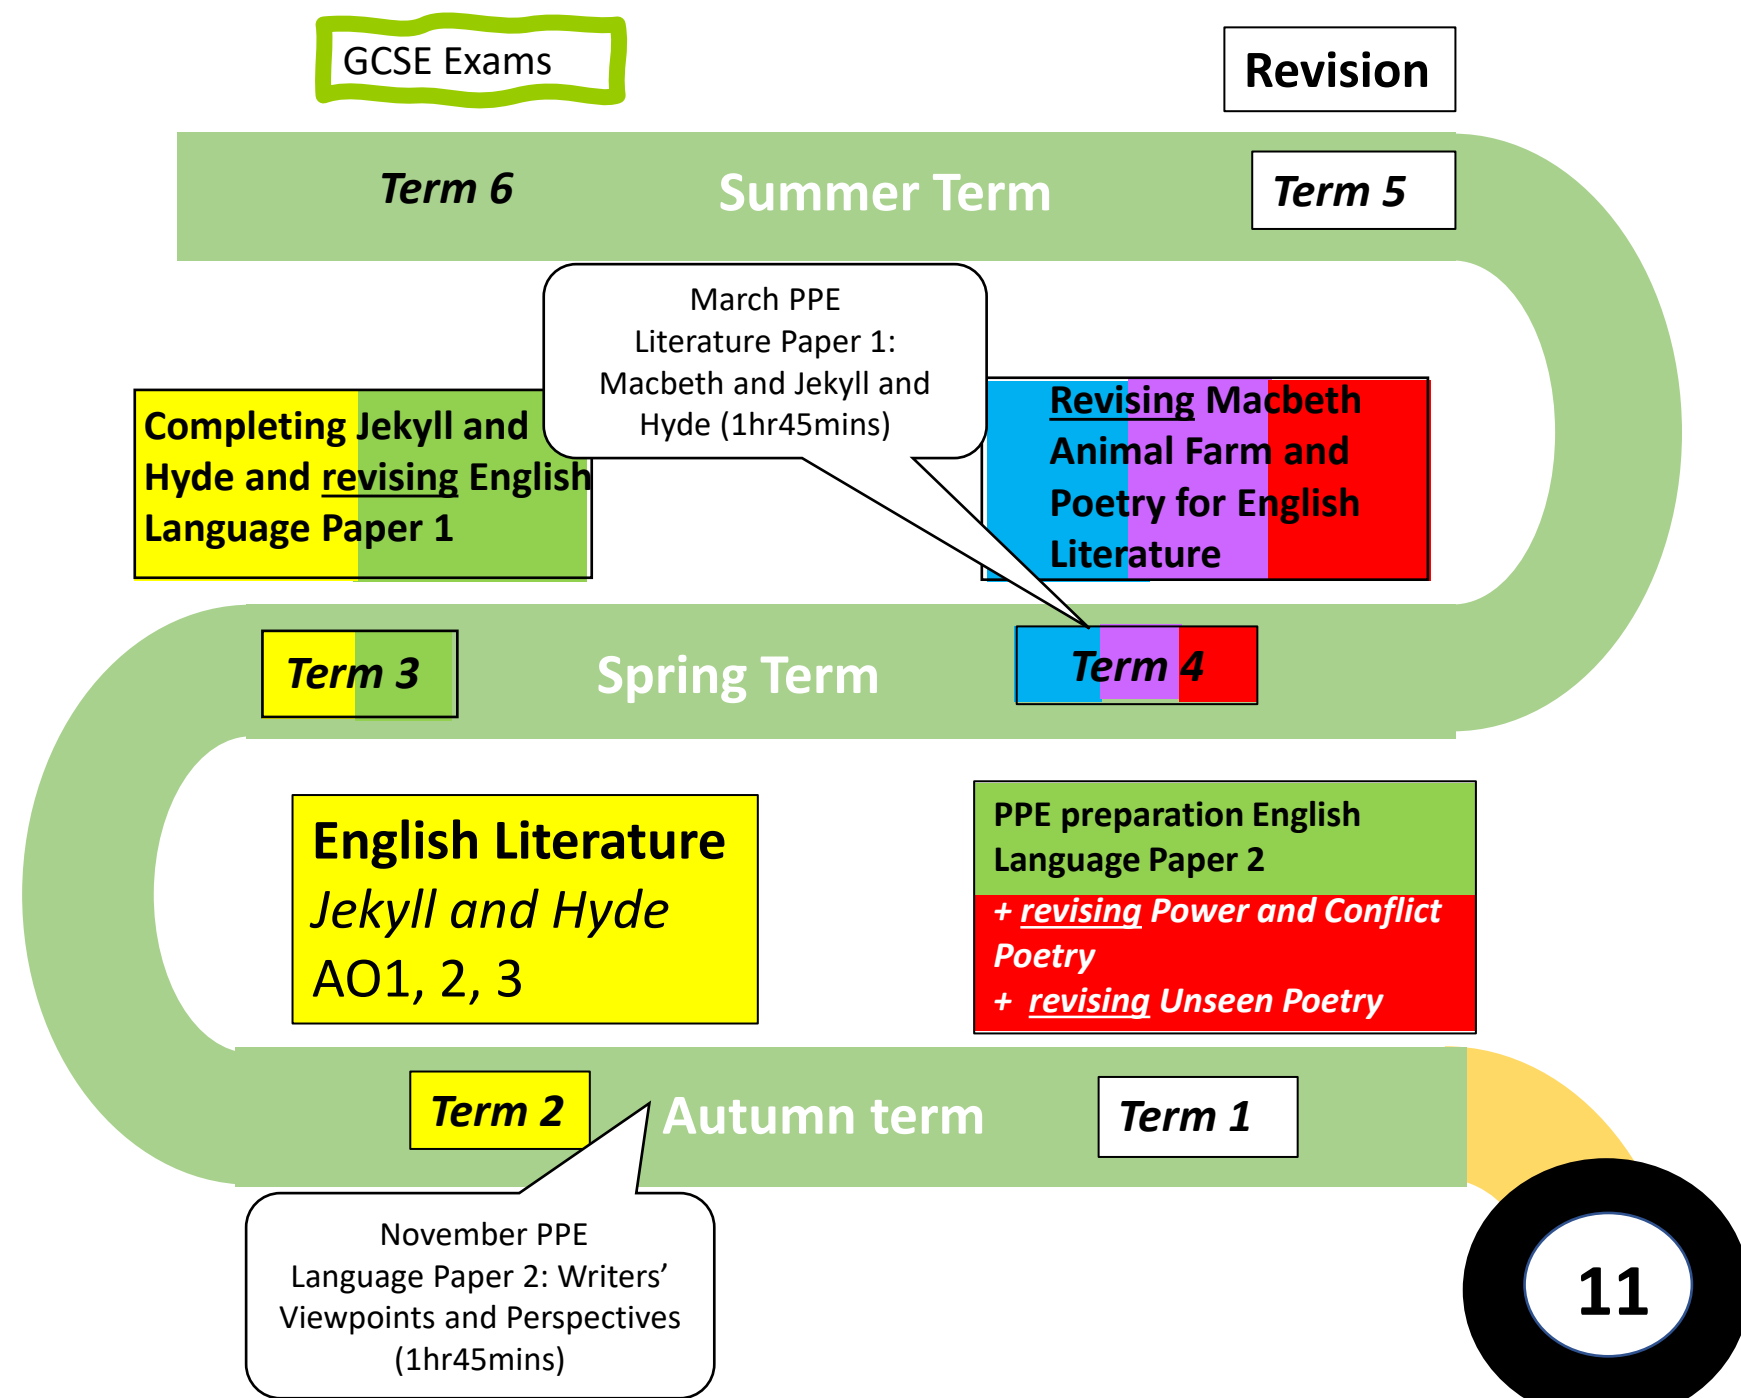 GCSE Exams
Revision
Term 6
Summer Term
Term 5
March PPE
Literature Paper 1:
Macbeth and Jekyll and
Hyde (1hr45mins)
Completing Jekyll and
Hyde and revising English
Language Paper 1
Revising Macbeth
Animal Farm and
Poetry for English
Literature
Term 3
Spring Term
Term 4
English Literature
Jekyll and Hyde
AO1, 2, 3
PPE preparation English
Language Paper 2
+ revising Power and Conflict
Poetry
+ revising Unseen Poetry
Term 2
Autumn term
Term 1
November PPE
Language Paper 2: Writers’
Viewpoints and Perspectives
(1hr45mins)
11